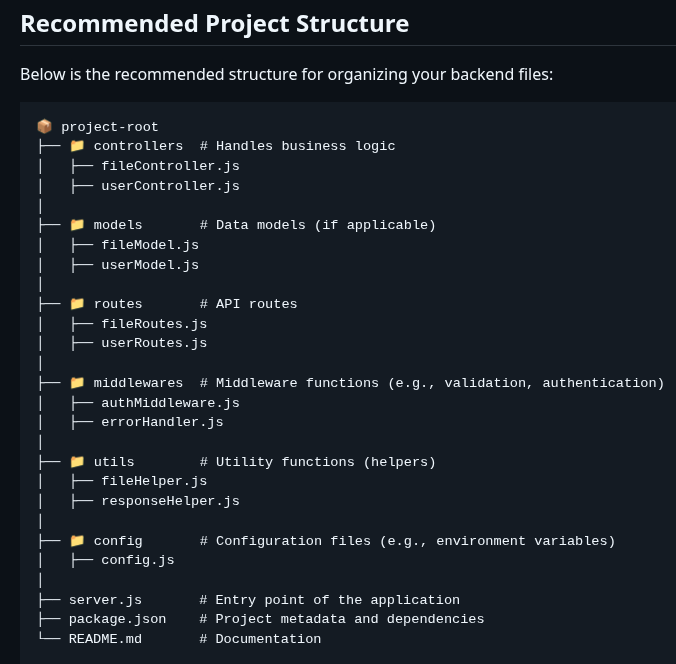 Recommended Project Structure
Below is the recommended structure for organizing your backend files:
📦 project-root
├── 📁 controllers  # Handles business logic
│   ├── fileController.js
│   ├── userController.js
│
├── 📁 models       # Data models (if applicable)
│   ├── fileModel.js
│   ├── userModel.js
│
├── 📁 routes       # API routes
│   ├── fileRoutes.js
│   ├── userRoutes.js
│
├── 📁 middlewares  # Middleware functions (e.g., validation, authentication)
│   ├── authMiddleware.js
│   ├── errorHandler.js
│
├── 📁 utils        # Utility functions (helpers)
│   ├── fileHelper.js
│   ├── responseHelper.js
│
├── 📁 config       # Configuration files (e.g., environment variables)
│   ├── config.js
│
├── server.js       # Entry point of the application
├── package.json    # Project metadata and dependencies
└── README.md       # Documentation